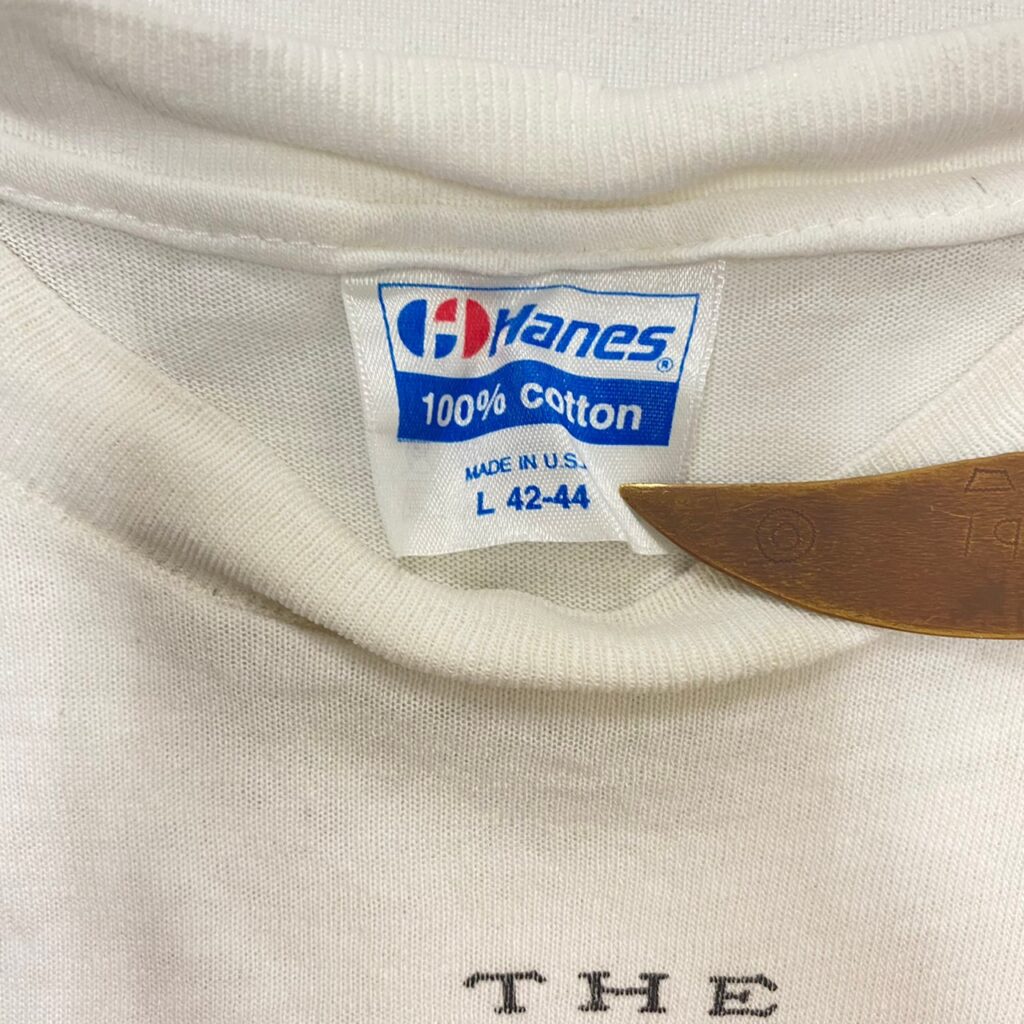 Hanes®
100% cotton
MADE IN U.S.
L 42-44
THE